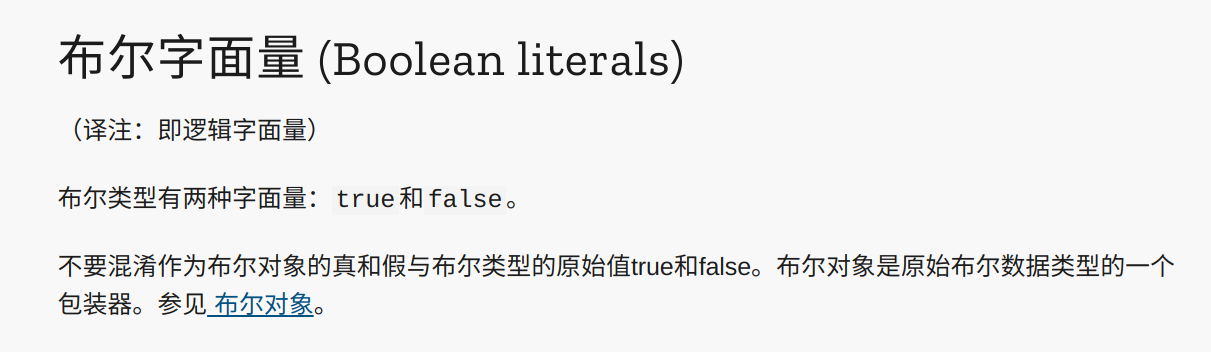 布尔字面量 (Boolean literals)
（译注：即逻辑字面量）
布尔类型有两种字面量：true和false。
不要混淆作为布尔对象的真和假与布尔类型的原始值true和false。布尔对象是原始布尔数据类型的一个
包装器。参见 布尔对象。